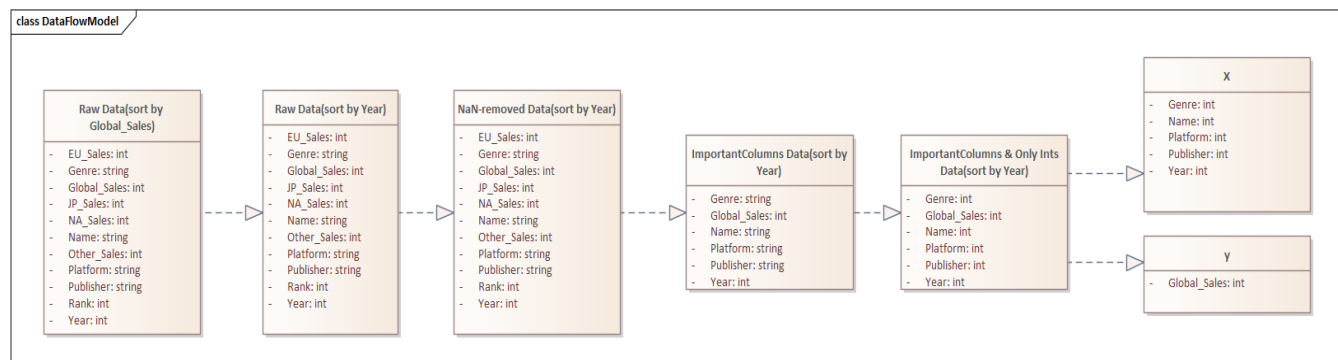 class DataFlowModel
Raw Data(sort by
Global_Sales)
- EU_Sales: int
- Genre: string
- Global_Sales: int
- JP_Sales: int
- NA_Sales: int
- Name: string
- Other_Sales: int
- Platform: string
- Publisher: string
- Rank: int
- Year: int
Raw Data(sort by Year)
- EU_Sales: int
- Genre: string
- Global_Sales: int
- JP_Sales: int
- NA_Sales: int
- Name: string
- Other_Sales: int
- Platform: string
- Publisher: string
- Rank: int
- Year: int
NaN-removed Data(sort by Year)
- EU_Sales: int
- Genre: string
- Global_Sales: int
- JP_Sales: int
- NA_Sales: int
- Name: string
- Other_Sales: int
- Platform: string
- Publisher: string
- Rank: int
- Year: int
ImportantColumns Data(sort by
Year)
- Genre: string
- Global_Sales: int
- Name: string
- Platform: string
- Publisher: string
- Year: int
ImportantColumns & Only Ints
Data(sort by Year)
- Genre: int
- Global_Sales: int
- Name: int
- Platform: int
- Publisher: int
- Year: int
X
- Genre: int
- Name: int
- Platform: int
- Publisher: int
- Year: int
y
- Global_Sales: int